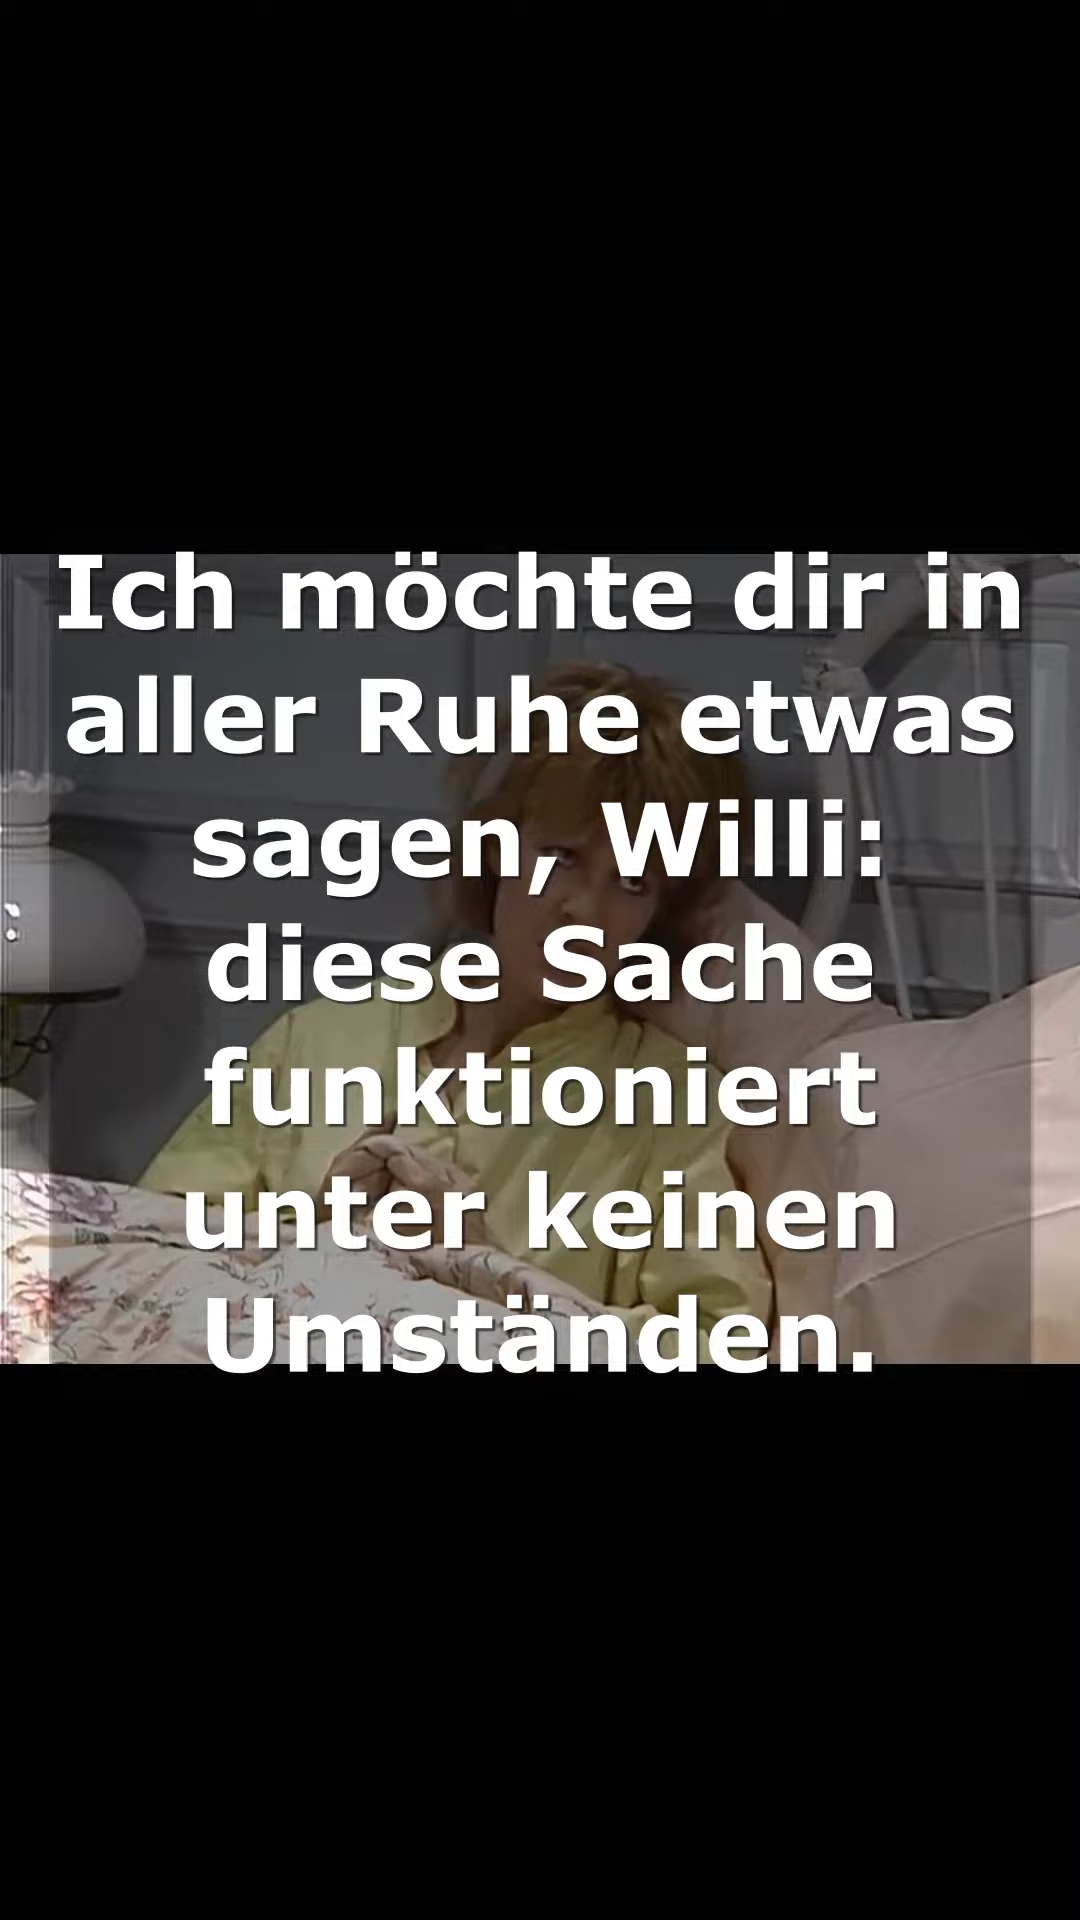 Ich möchte dir in
aller Ruhe etwas
sagen, Willi:
diese Sache
funktioniert
unter keinen
Umständen.